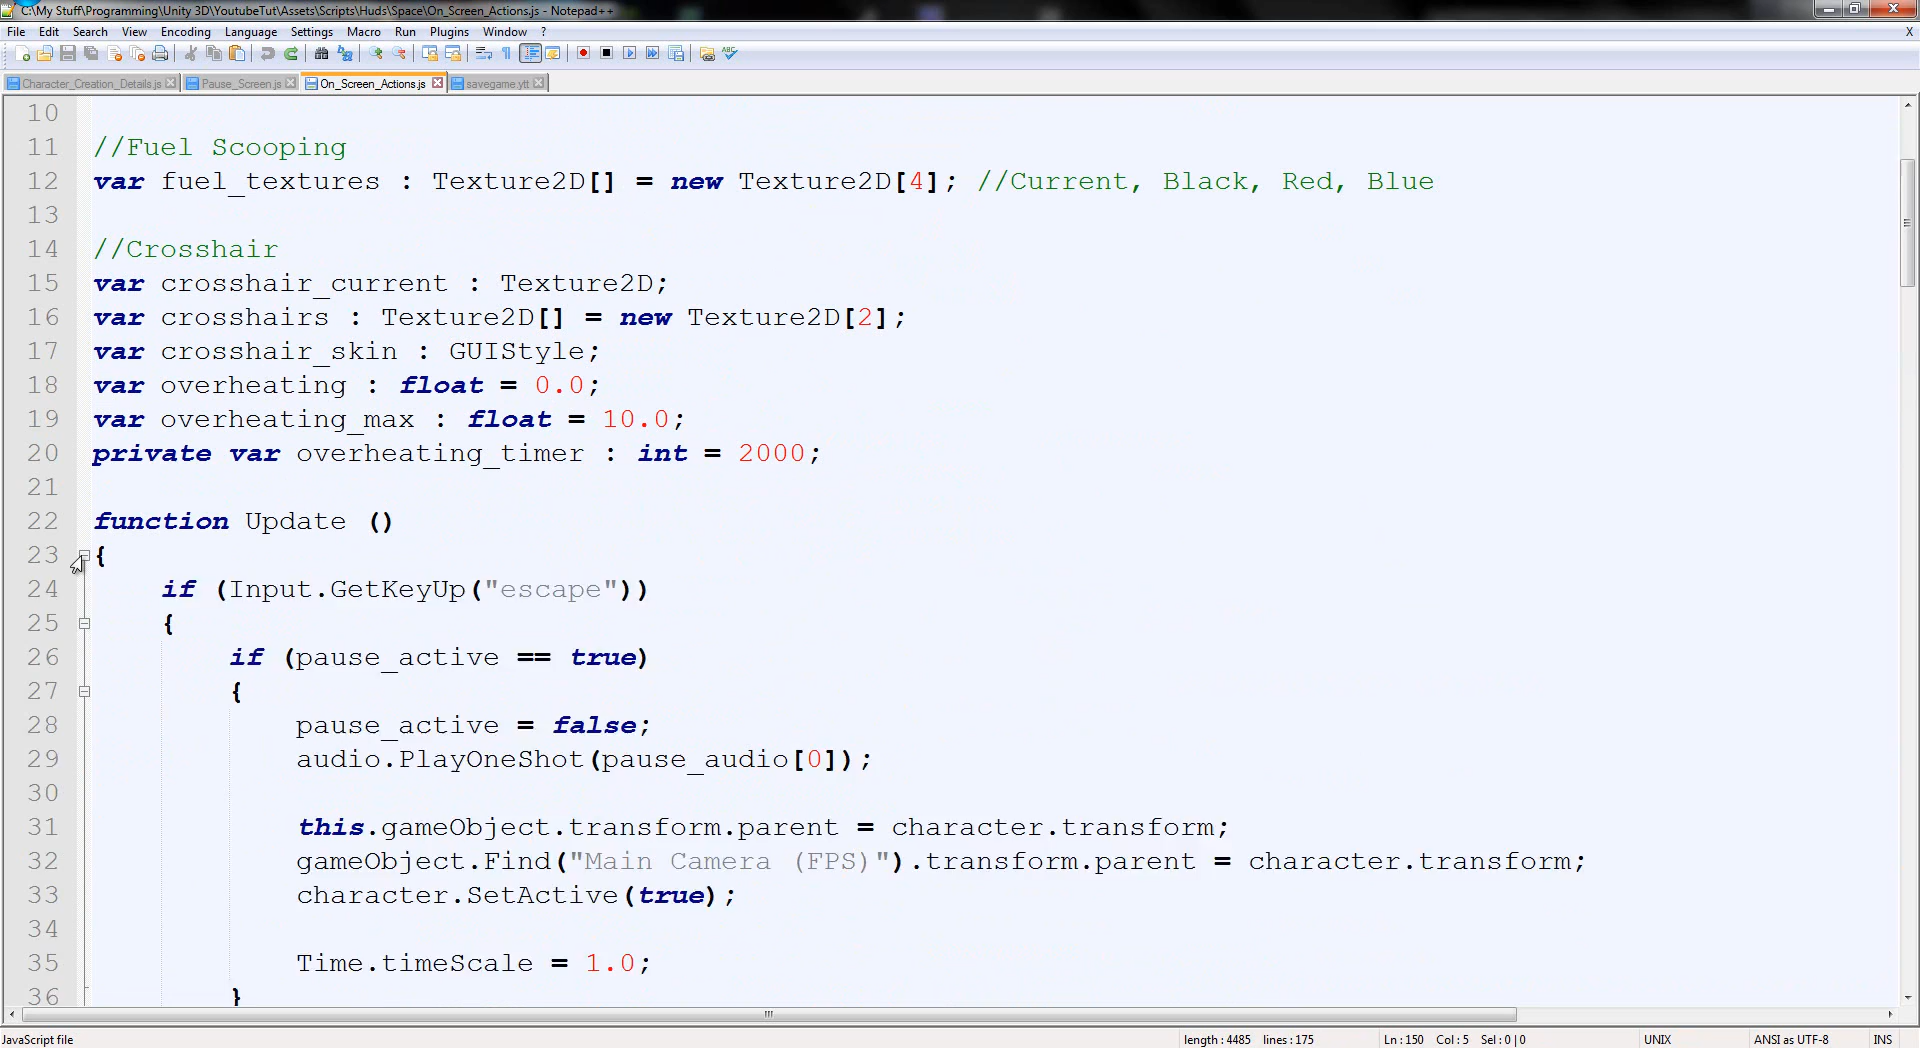 C:\My Stuff\Programming\Unity 3D\YoutubeTut\Assets\Scripts\Huds\Space\On_Screen_Actions.js - Notepad++
File Edit Search View Encoding Language Settings Macro Run Plugins Window ? X
Character_Creation_Details.js Pause_Screen.js On_Screen_Actions.js savegame.ytt
10
11 //Fuel Scooping
12 var fuel_textures : Texture2D[] = new Texture2D[4]; //Current, Black, Red, Blue
13
14 //Crosshair
15 var crosshair_current : Texture2D;
16 var crosshairs : Texture2D[] = new Texture2D[2];
17 var crosshair_skin : GUIStyle;
18 var overheating : float = 0.0;
19 var overheating_max : float = 10.0;
20 private var overheating_timer : int = 2000;
21
22 function Update ()
23 {
24 if (Input.GetKeyUp("escape"))
25 {
26 if (pause_active == true)
27 {
28 pause_active = false;
29 audio.PlayOneShot(pause_audio[0]);
30
31 this.gameObject.transform.parent = character.transform;
32 gameObject.Find("Main Camera (FPS)").transform.parent = character.transform;
33 character.SetActive(true);
34
35 Time.timeScale = 1.0;
36 }
JavaScript file length : 4485 lines : 175 Ln : 150 Col : 5 Sel : 0 | 0 UNIX ANSI as UTF-8 INS